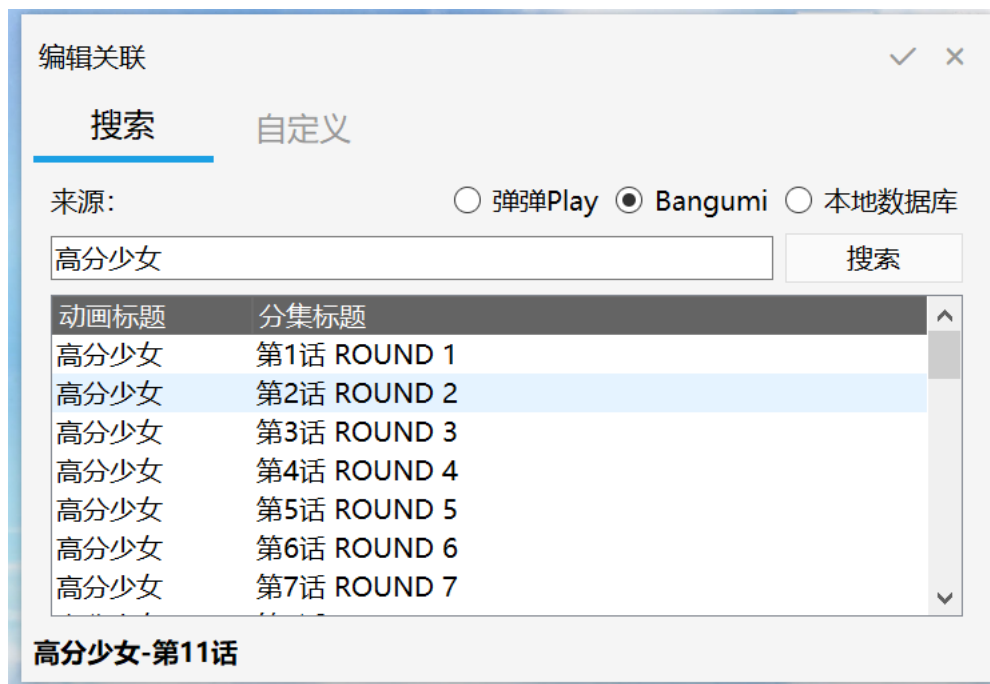 编辑关联
搜索 自定义
来源: 弹弹Play Bangumi 本地数据库
高分少女 搜索
动画标题 分集标题
高分少女 第1话 ROUND 1
高分少女 第2话 ROUND 2
高分少女 第3话 ROUND 3
高分少女 第4话 ROUND 4
高分少女 第5话 ROUND 5
高分少女 第6话 ROUND 6
高分少女 第7话 ROUND 7
高分少女-第11话